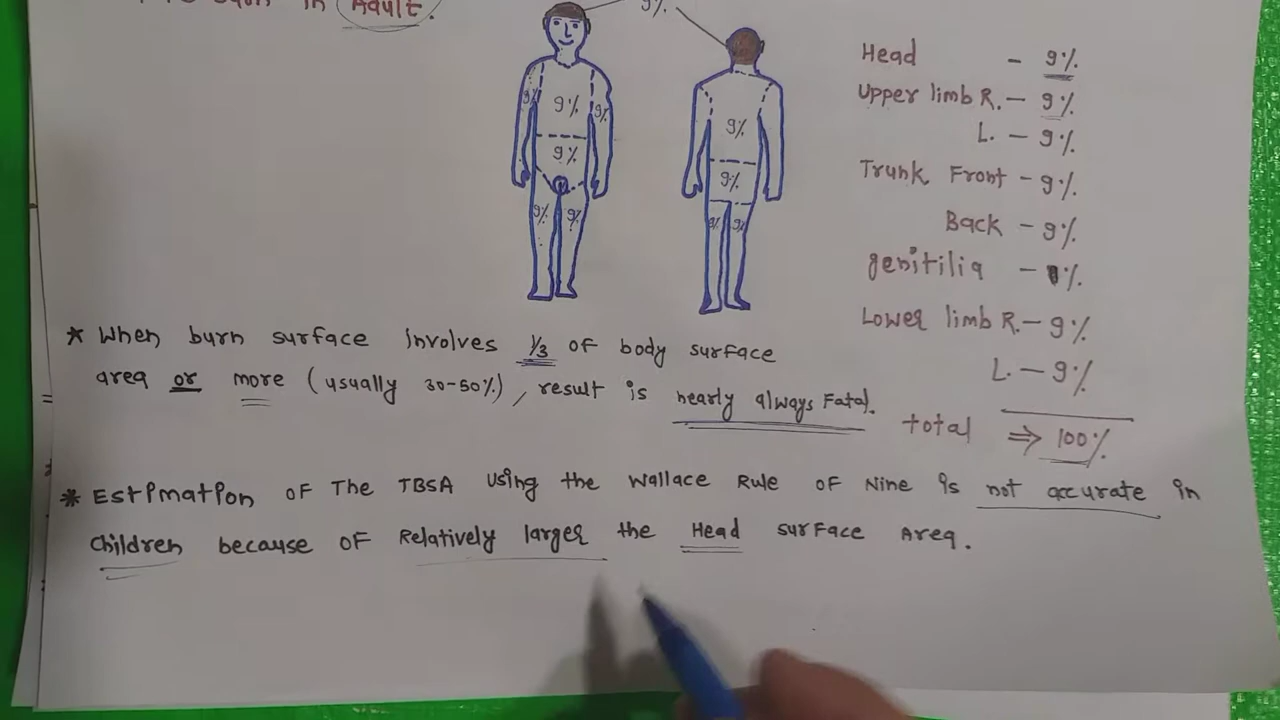 burn in Adult.
9%
9% 9% 9%
9%
9% 9%
9%
9%
9% 9%
Head - 9%
Upper limb R. - 9%
L. - 9%
Trunk Front - 9%
Back - 9%
genitilia - 1%
Lower limb R. - 9%
L. - 9%
total ⇒ 100%
* When burn surface involves 1/3 of body surface
area or more (usually 30-50%), result is nearly always Fatal.
* Estimation of The TBSA Using the Wallace Rule of Nine is not accurate in
children because of Relatively larger the Head surface Area.